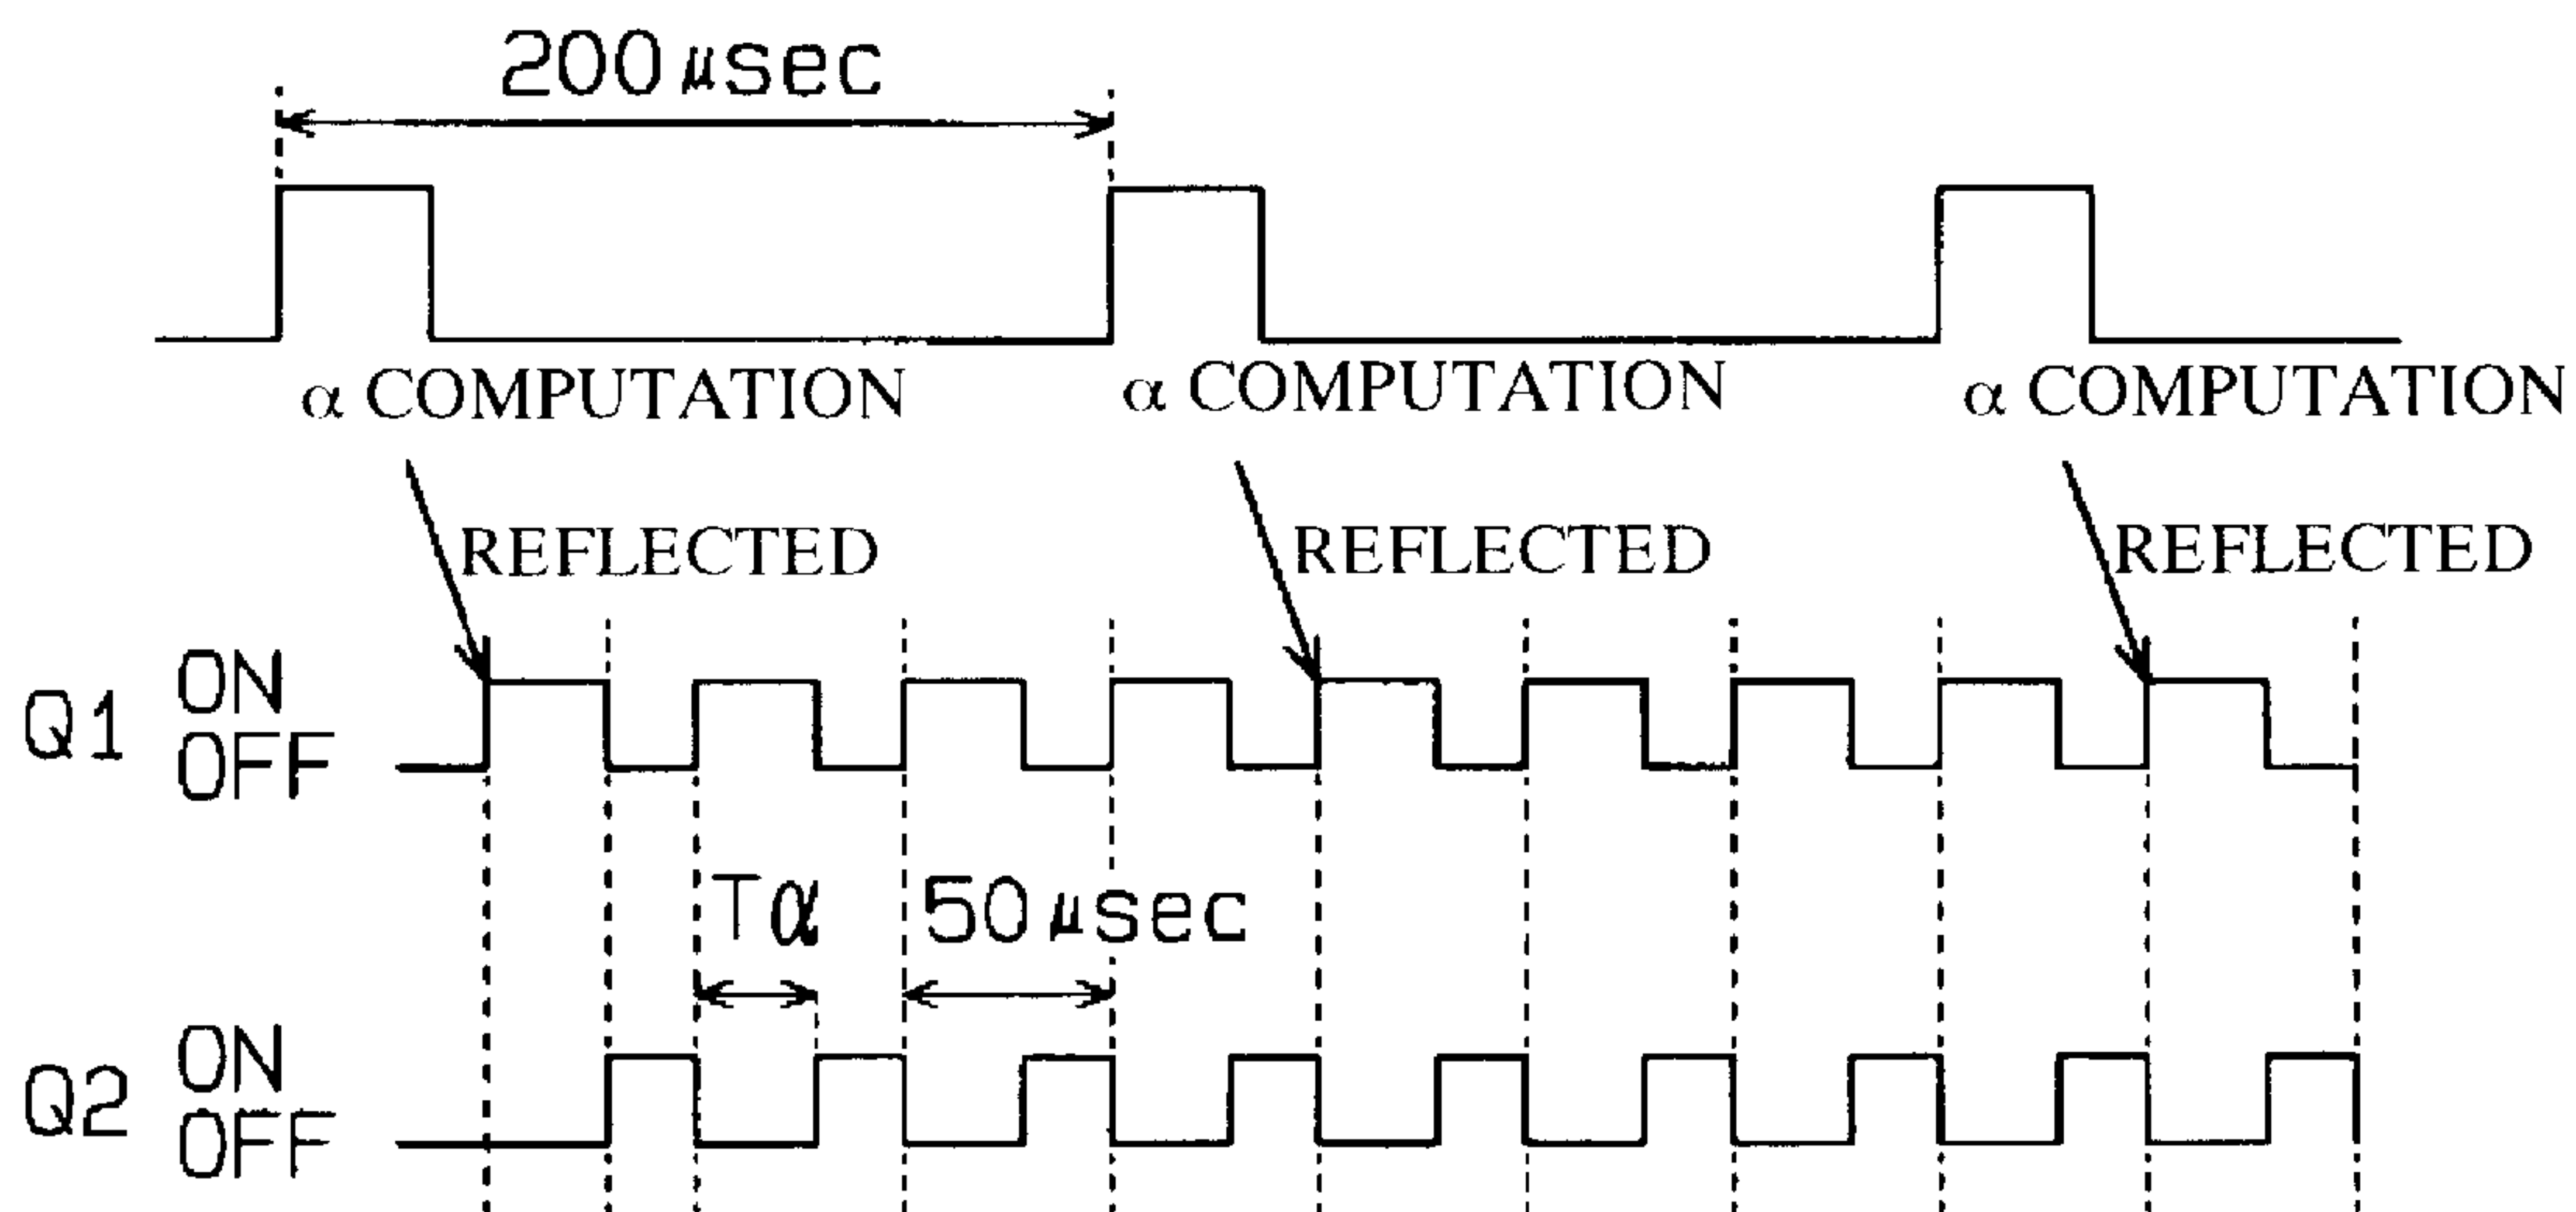 200μsec
α COMPUTATION
α COMPUTATION
α COMPUTATION
REFLECTED
REFLECTED
REFLECTED
Q1
ON
OFF
Tα
50μsec
Q2
ON
OFF